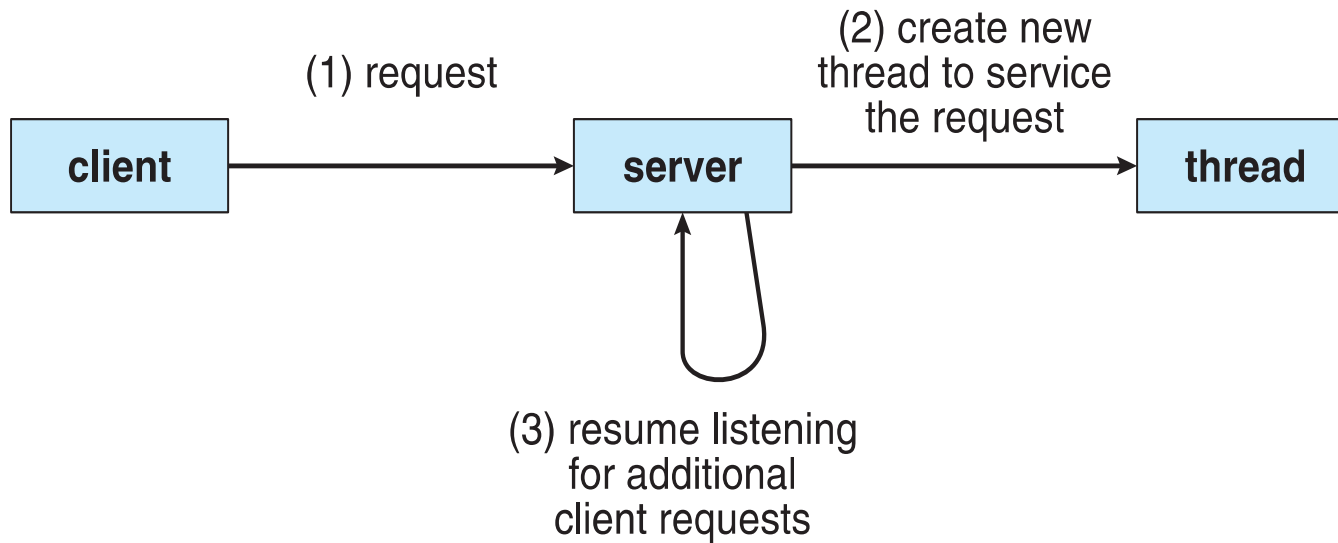 (1) request
(2) create new
thread to service
the request
client
server
thread
(3) resume listening
for additional
client requests